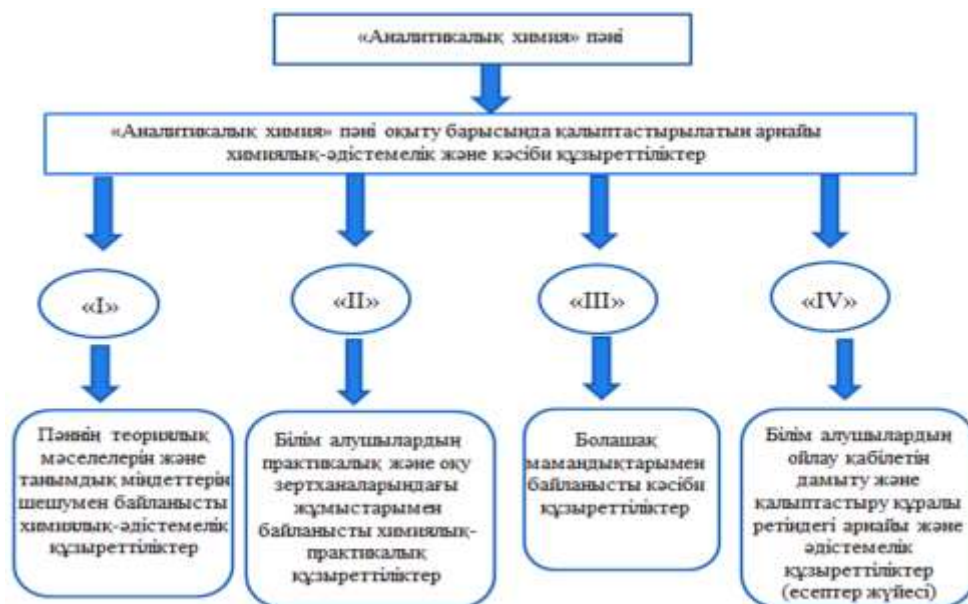 «Аналитикалық химия» пәні
«Аналитикалық химия» пәні оқыту барысында қалыптастырылатын арнайы
химиялық-әдістемелік және кәсіби құзыреттіліктер
«I»
«II»
«III»
«IV»
Пәннің теориялық
мәселелерін және
танымдық міндеттерін
шешумен байланысты
химиялық-әдістемелік
құзыреттіліктер
Білім алушылардың
практикалық және оқу
зертханаларындағы
жұмыстарымен
байланысты химиялық-
практикалық
құзыреттіліктер
Болашақ
мамандықтарымен
байланысты кәсіби
құзыреттіліктер
Білім алушылардың
ойлау қабілетін
дамыту және
қалыптастыру құралы
ретіндегі арнайы және
әдістемелік
құзыреттіліктер
(есептер жүйесі)